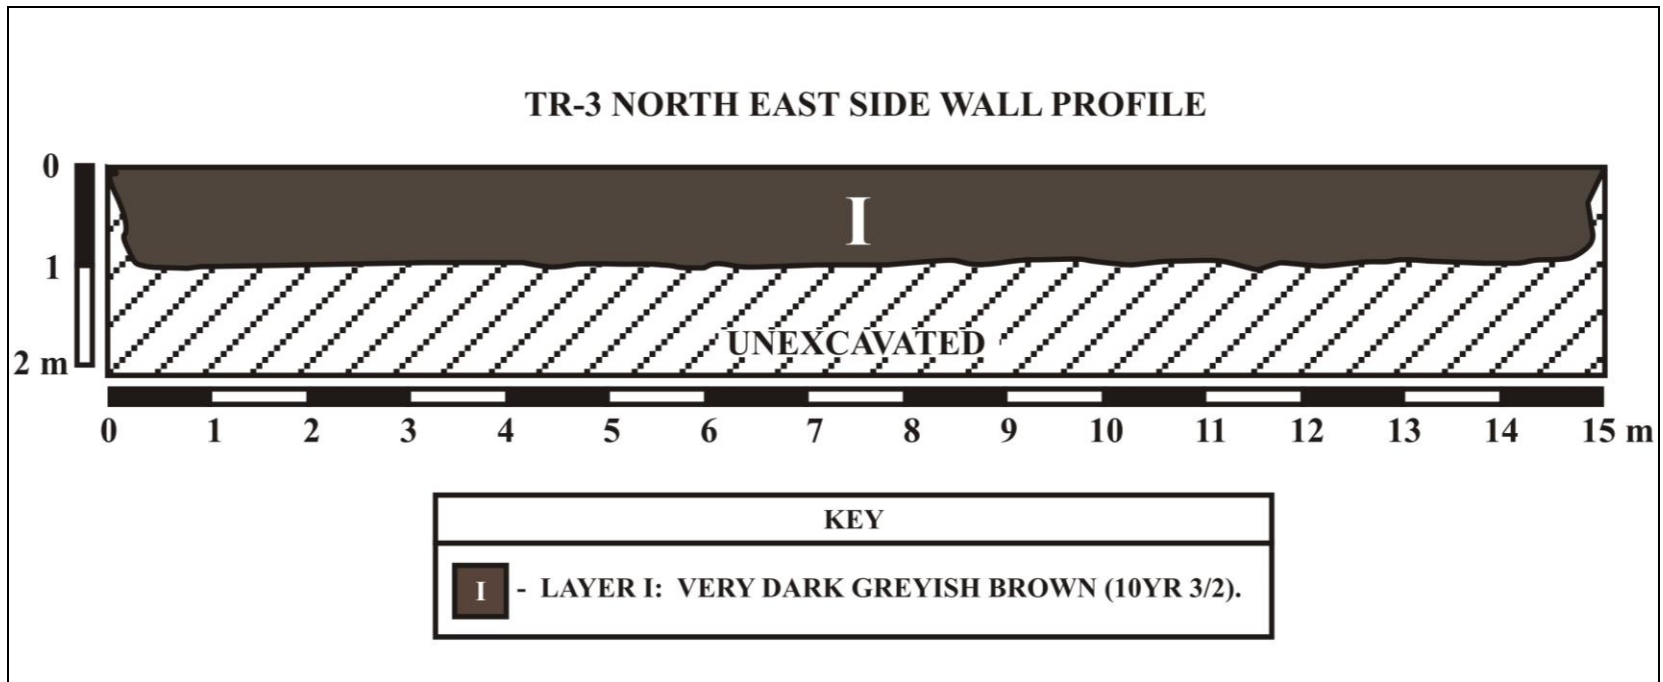 TR-3 NORTH EAST SIDE WALL PROFILE
0
I
1
UNEXCAVATED
2 m
0 1 2 3 4 5 6 7 8 9 10 11 12 13 14 15 m
KEY
I - LAYER I: VERY DARK GREYISH BROWN (10YR 3/2).